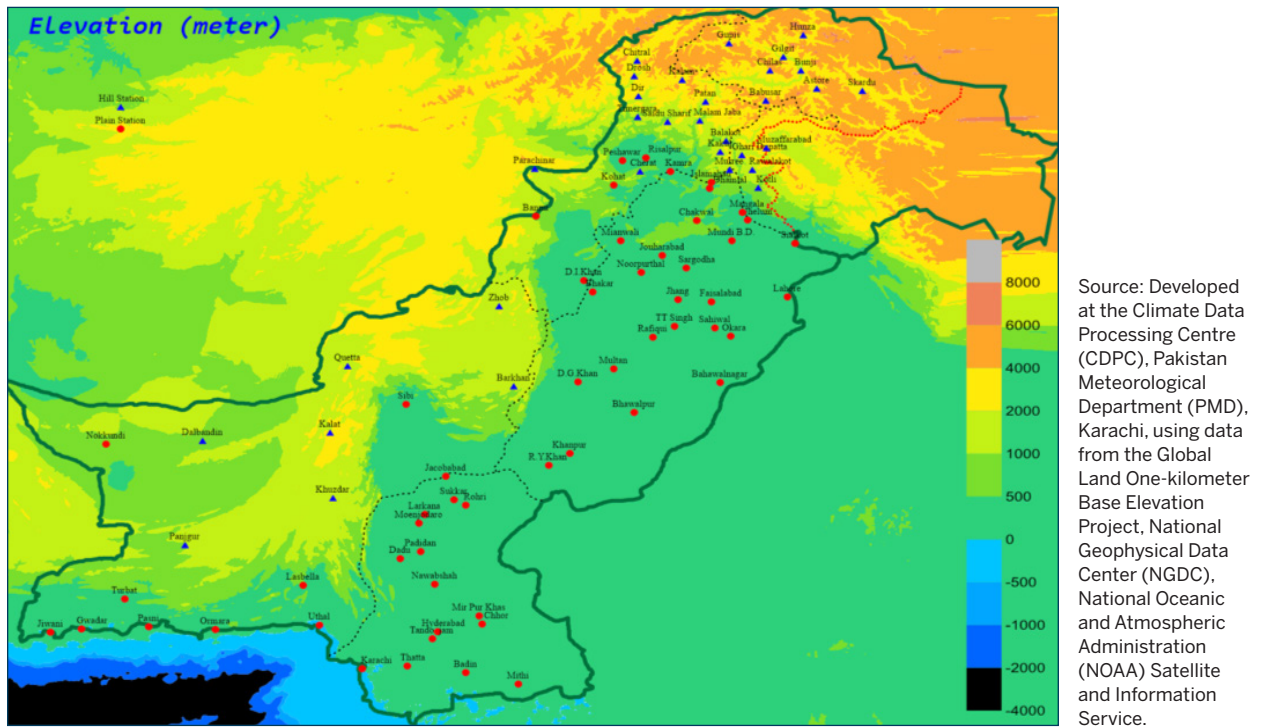 Elevation (meter)
Hill Station
Plain Station
Gupis
Hunza
Chitral
Gilgit
Drosh
Chilas
Bunji
Kalam
Astore
Skardu
Dir
Patan
Babusar
Saidu Sharif
Malam Jaba
Balakot
Muzaffarabad
Peshawar
Risalpur
Parachinar
Cherat
Kamra
Murree
Rawalakot
Kohat
Kotli
Mangla
Chakwal
Mianwali
Mundi B.D.
Jouharabad
Noorpurthal
Sargodha
D.I.Khan
Zhob
Jhang
Faisalabad
Lahore
TT Singh
Sahiwal
Rafiqui
Okara
Quetta
Multan
Barkhan
D.G.Khan
Bahawalnagar
Sibi
Bhawalpur
Kalat
Nokkundi
Dalbandin
Khanpur
R.Y.Khan
Jacobabad
Khuzdar
Sukkar
Rohri
Larkana
Panjgur
Padidan
Dadu
Lasbella
Nawabshah
Turbat
Mir Pur Khas
Chhor
Jiwani
Gwadar
Pasni
Ormara
Uthal
Hyderabad
Karachi
Thatta
Badin
Mithi
8000
6000
4000
2000
1000
500
0
-500
-1000
-2000
-4000
Source: Developed
at the Climate Data
Processing Centre
(CDPC), Pakistan
Meteorological
Department (PMD),
Karachi, using data
from the Global
Land One-kilometer
Base Elevation
Project, National
Geophysical Data
Center (NGDC),
National Oceanic
and Atmospheric
Administration
(NOAA) Satellite
and Information
Service.